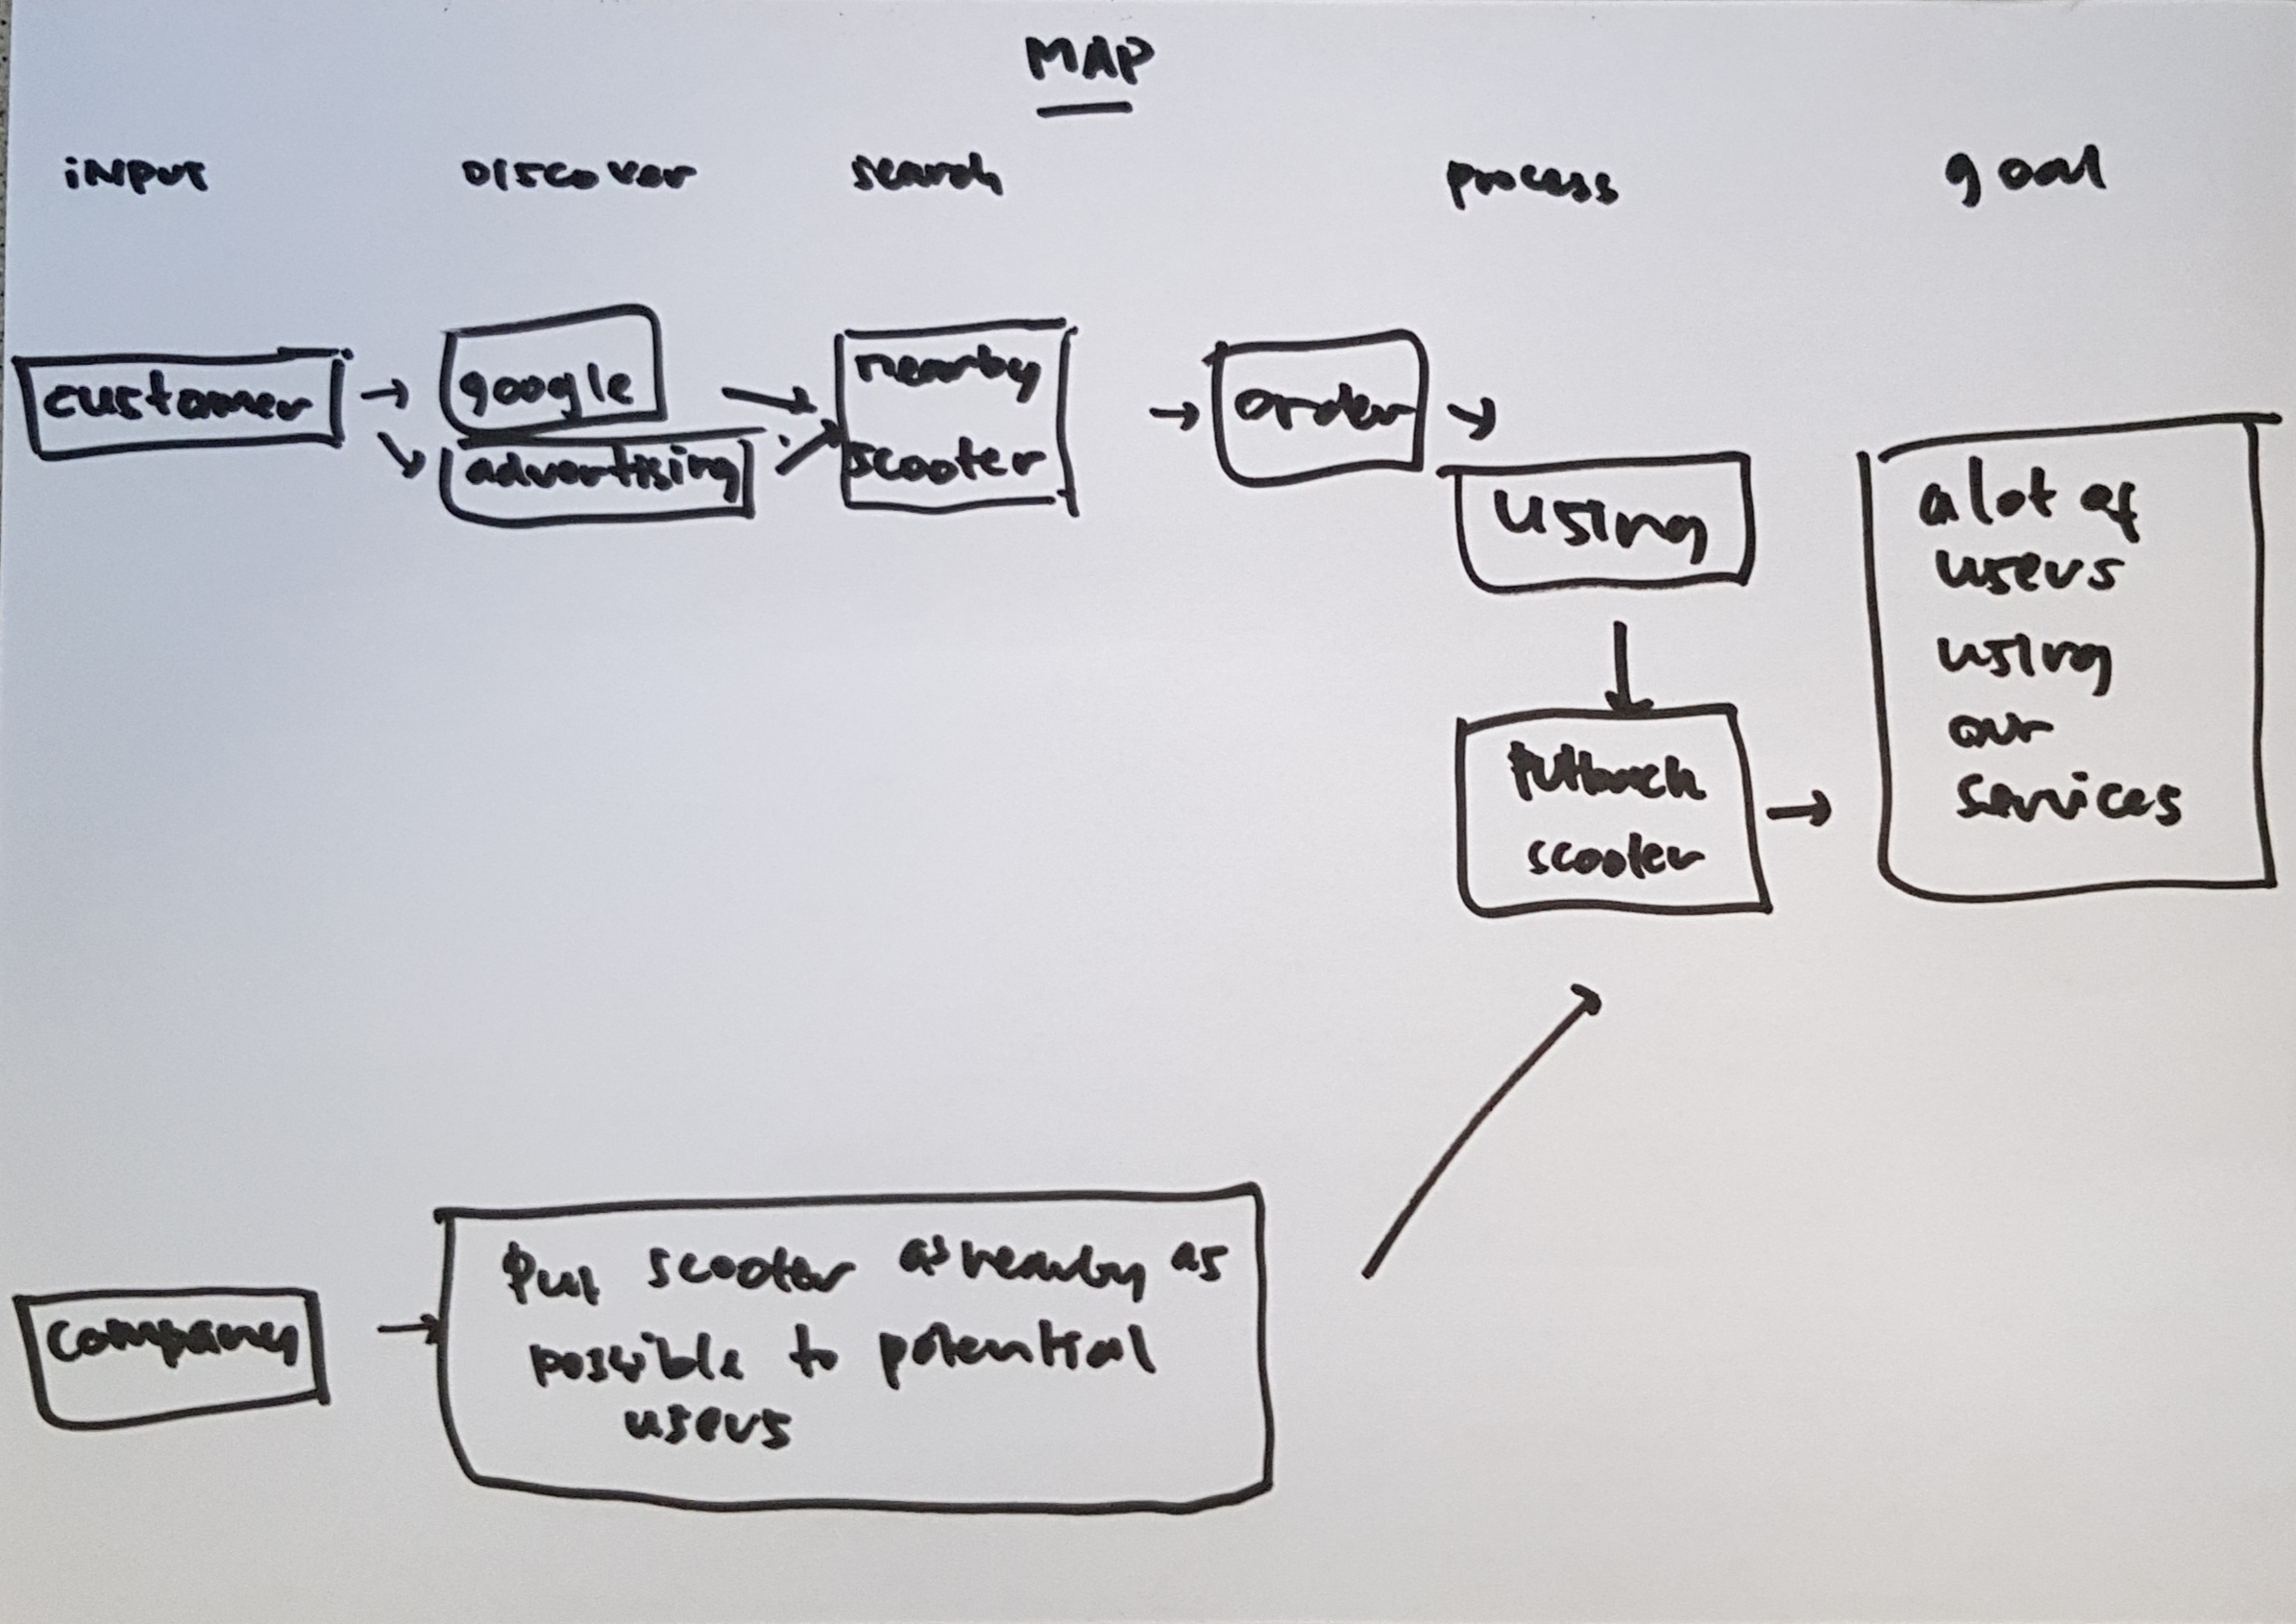 MAP
input
Discover
search
process
goal
customer
→
google
→
nearby
scooter
→
order
→
↘
advertising
↗
using
↓
a lot of
users
using
our
services
Putback
scooter
→
↗
company
→
Put scooter as nearby as
possible to potential
users